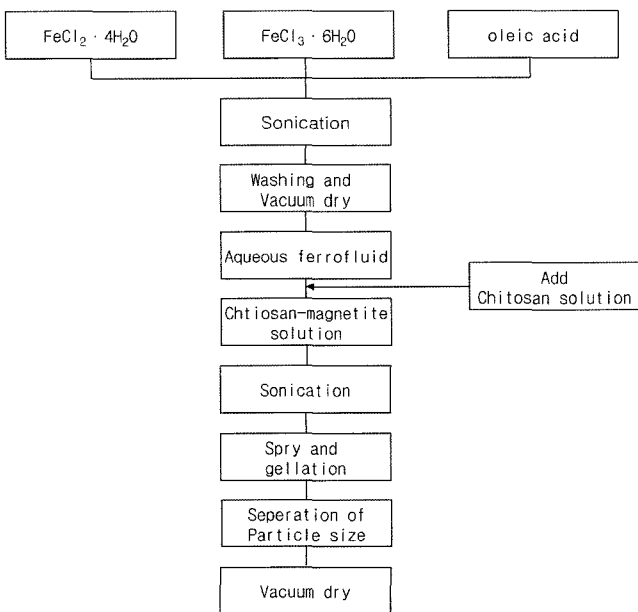 FeCl₂ · 4H₂O
FeCl₃ · 6H₂O
oleic acid
Sonication
Washing and
Vacuum dry
Aqueous ferrofluid
Add
Chitosan solution
Chtiosan-magnetite
solution
Sonication
Spry and
gellation
Seperation of
Particle size
Vacuum dry